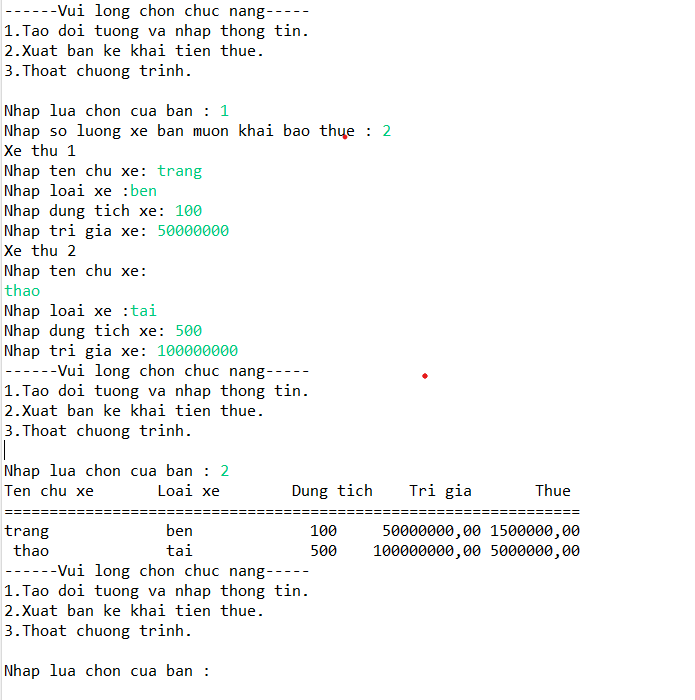 ------Vui long chon chuc nang-----
1.Tao doi tuong va nhap thong tin.
2.Xuat ban ke khai tien thue.
3.Thoat chuong trinh.

Nhap lua chon cua ban : 1
Nhap so luong xe ban muon khai bao thue : 2
Xe thu 1
Nhap ten chu xe: trang
Nhap loai xe :ben
Nhap dung tich xe: 100
Nhap tri gia xe: 50000000
Xe thu 2
Nhap ten chu xe:
thao
Nhap loai xe :tai
Nhap dung tich xe: 500
Nhap tri gia xe: 100000000
------Vui long chon chuc nang-----
1.Tao doi tuong va nhap thong tin.
2.Xuat ban ke khai tien thue.
3.Thoat chuong trinh.

Nhap lua chon cua ban : 2
Ten chu xe       Loai xe        Dung tich    Tri gia       Thue
================================================================
trang             ben             100     50000000,00 1500000,00
 thao             tai             500    100000000,00 5000000,00
------Vui long chon chuc nang-----
1.Tao doi tuong va nhap thong tin.
2.Xuat ban ke khai tien thue.
3.Thoat chuong trinh.

Nhap lua chon cua ban :